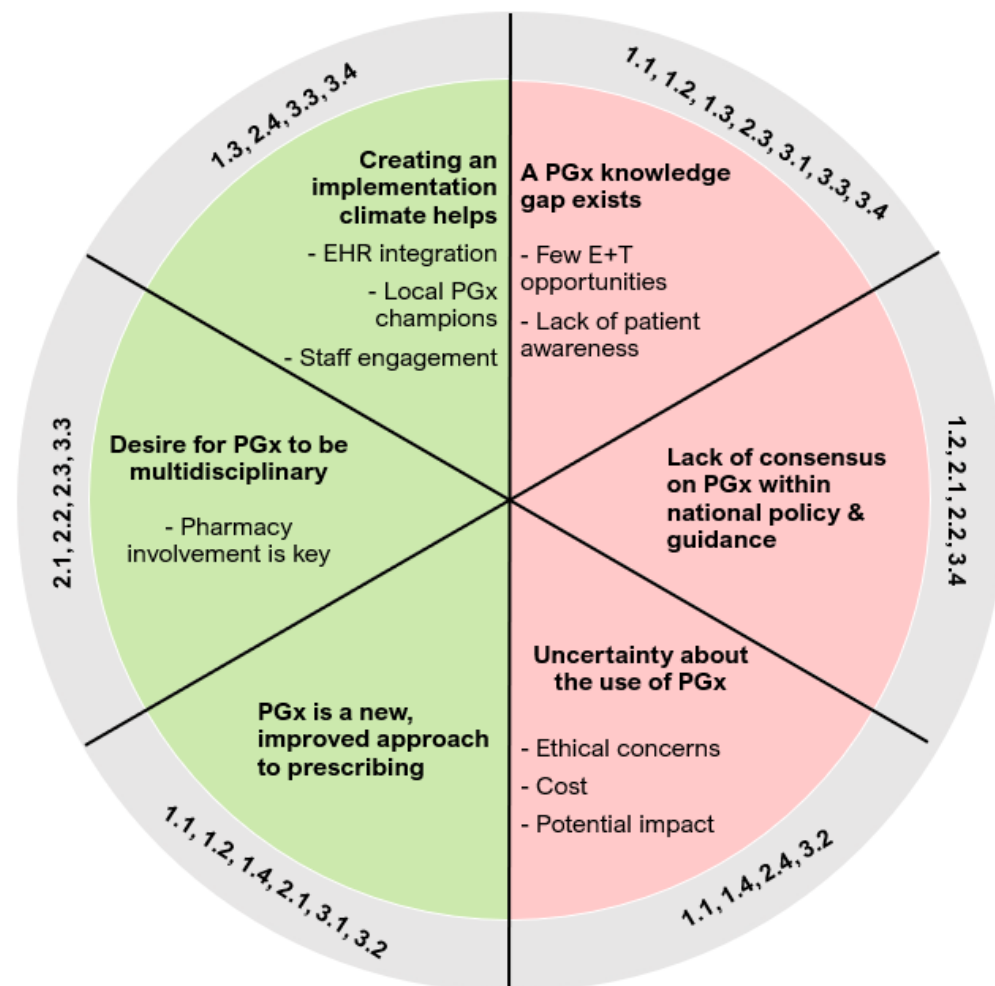 1.3, 2.4, 3.3, 3.4
1.1, 1.2, 1.3, 2.3, 3.1, 3.3, 3.4
Creating an
implementation
climate helps
- EHR integration
- Local PGx
champions
- Staff engagement
A PGx knowledge
gap exists
- Few E+T
opportunities
- Lack of patient
awareness
2.1, 2.2, 2.3, 3.3
Desire for PGx to be
multidisciplinary
- Pharmacy
involvement is key
Lack of consensus
on PGx within
national policy &
guidance
1.2, 2.1, 2.2, 3.4
PGx is a new,
improved approach
to prescribing
1.1, 1.2, 1.4, 2.1, 3.1, 3.2
Uncertainty about
the use of PGx
- Ethical concerns
- Cost
- Potential impact
1.1, 1.4, 2.4, 3.2